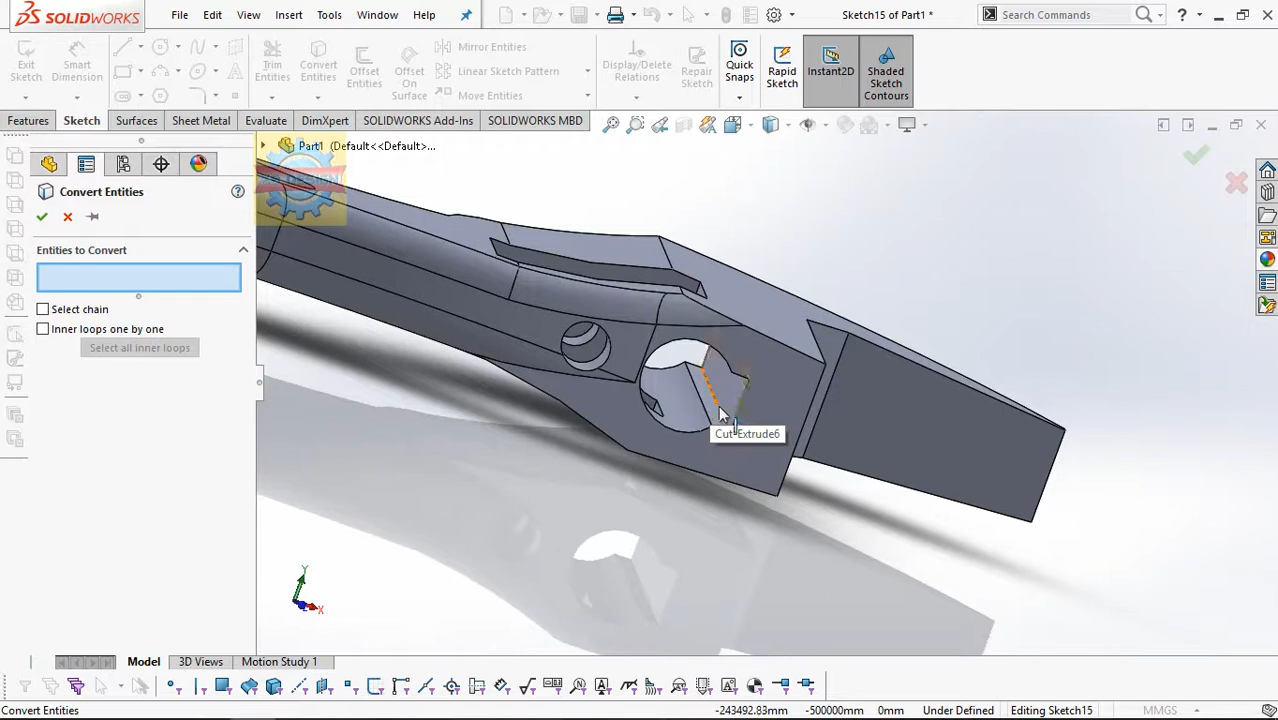 SOLIDWORKS
File
Edit
View
Insert
Tools
Window
Help
Sketch15 of Part1 *
Search Commands
Exit Sketch
Smart Dimension
Trim Entities
Convert Entities
Offset Entities
Offset On Surface
Mirror Entities
Linear Sketch Pattern
Move Entities
Display/Delete Relations
Repair Sketch
Quick Snaps
Rapid Sketch
Instant2D
Shaded Sketch Contours
Features
Sketch
Surfaces
Sheet Metal
Evaluate
DimXpert
SOLIDWORKS Add-Ins
SOLIDWORKS MBD
Part1 (Default<<Default>...
Convert Entities
Entities to Convert
Select chain
Inner loops one by one
Select all inner loops
Cut-Extrude6
Y
X
Model
3D Views
Motion Study 1
Convert Entities
-243492.83mm
-500000mm
0mm
Under Defined
Editing Sketch15
MMGS